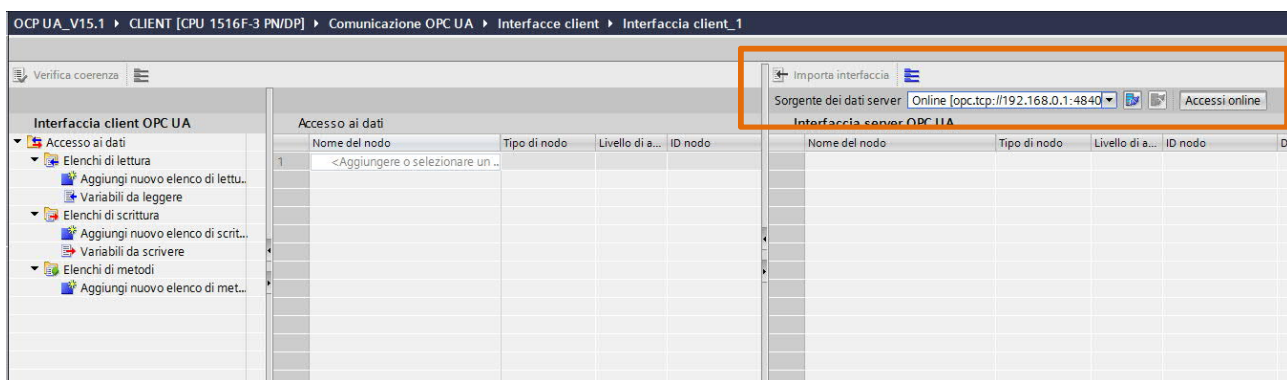 OCP UA_V15.1 ▸ CLIENT [CPU 1516F-3 PN/DP] ▸ Comunicazione OPC UA ▸ Interfacce client ▸ Interfaccia client_1
Verifica coerenza
Importa interfaccia
Sorgente dei dati server Online [opc.tcp://192.168.0.1:4840 Accessi online
Interfaccia client OPC UA
Accesso ai dati
Interfaccia server OPC UA
Accesso ai dati
Nome del nodo Tipo di nodo Livello di a... ID nodo
Nome del nodo Tipo di nodo Livello di a... ID nodo D
Elenchi di lettura
1 <Aggiungere o selezionare un ..
Aggiungi nuovo elenco di lettu..
Variabili da leggere
Elenchi di scrittura
Aggiungi nuovo elenco di scrit...
Variabili da scrivere
Elenchi di metodi
Aggiungi nuovo elenco di met...